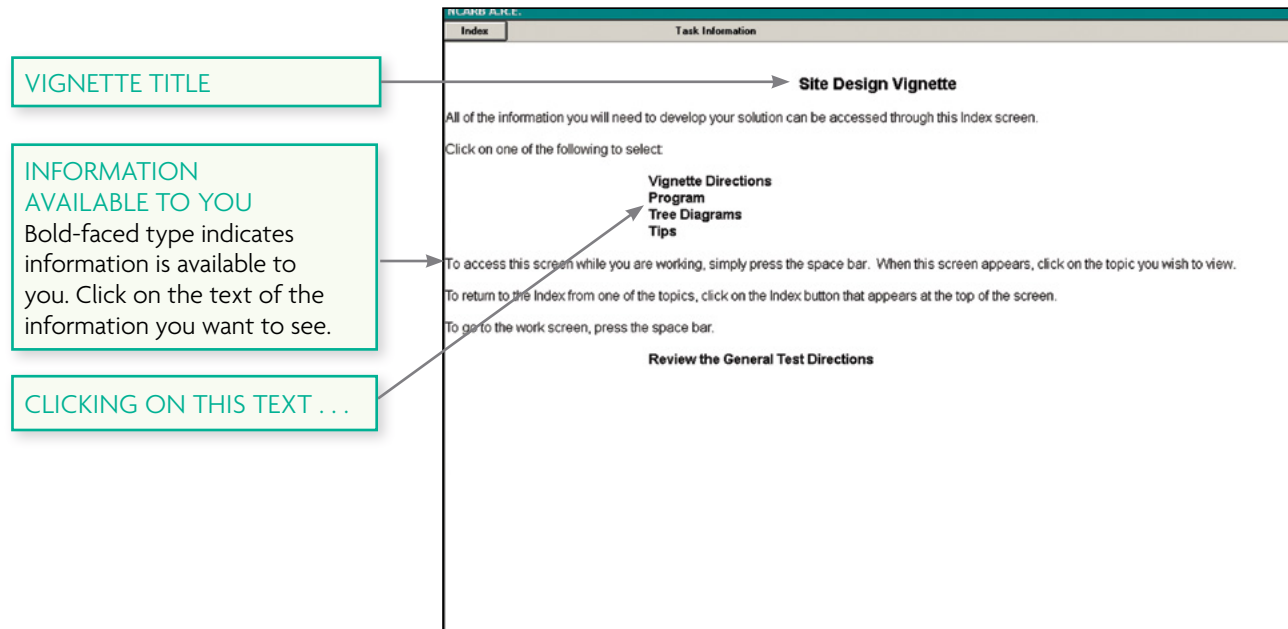 VIGNETTE TITLE
INFORMATION
AVAILABLE TO YOU
Bold-faced type indicates
information is available to
you. Click on the text of the
information you want to see.
CLICKING ON THIS TEXT . . .
NCARB A.R.E.
Index
Task Information
Site Design Vignette
All of the information you will need to develop your solution can be accessed through this Index screen.
Click on one of the following to select:
Vignette Directions
Program
Tree Diagrams
Tips
To access this screen while you are working, simply press the space bar. When this screen appears, click on the topic you wish to view.
To return to the Index from one of the topics, click on the Index button that appears at the top of the screen.
To go to the work screen, press the space bar.
Review the General Test Directions